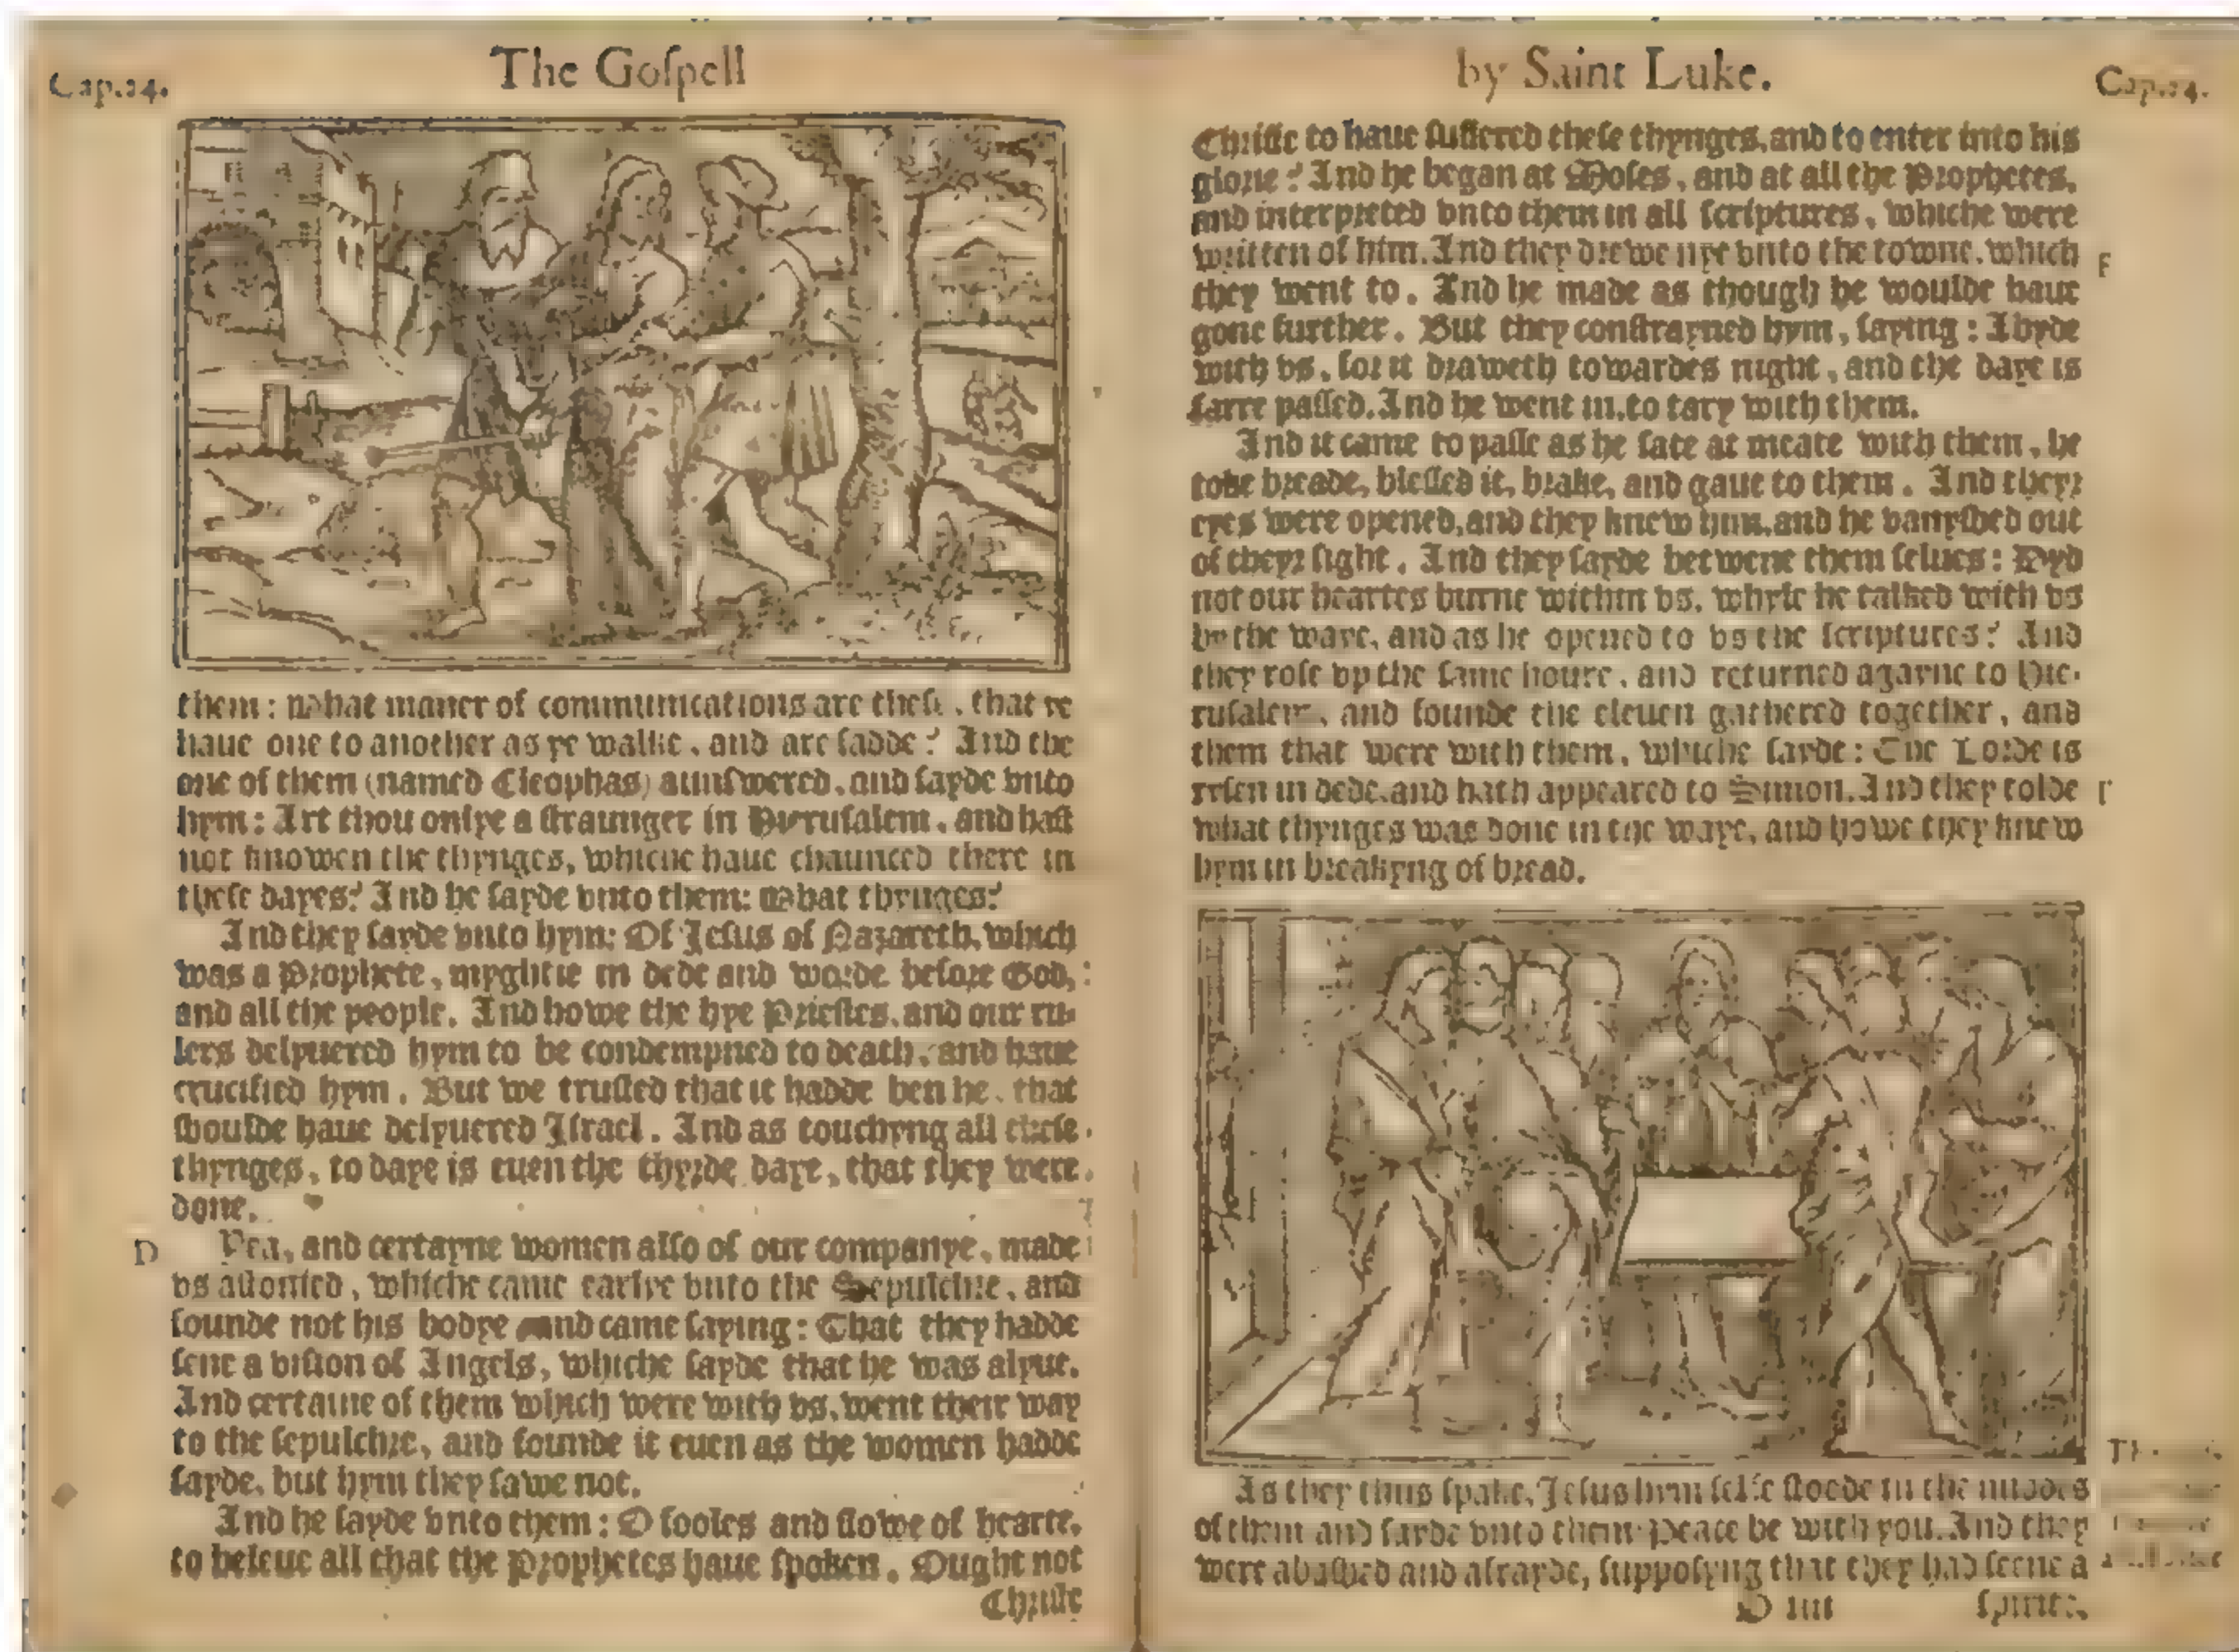 Cap.24.
The Goſpell
them: What maner of communications are theſe, that ye
haue one to another as ye walke, and are ſadde? And the
one of them (named Cleophas) aunſwered, and ſayde vnto
hym: Art thou onlye a ſtraunger in Hyeruſalem, and haſt
not knowen the thynges, whiche haue chaunced there in
theſe dayes? And he ſayde vnto them: What thynges?
And they ſayde vnto hym: Of Jeſus of Nazareth, which
was a Prophete, myghtie in dede and worde before God,
and all the people. And howe the hye Prieſtes, and our ru-
lers delyuered hym to be condempned to death, and haue
crucified hym. But we truſted that it hadde ben he, that
ſhoulde haue delyuered Iſrael. And as touchyng all theſe
thynges, to daye is euen the thyrde daye, that they were
done.
D
Yea, and certayne women alſo of our companye, made
vs aſtonied, whiche came earlye vnto the Sepulchre, and
founde not his bodye and came ſaying: That they hadde
ſene a viſion of Angels, whiche ſayde that he was alyue.
And certaine of them which were with vs, went their way
to the ſepulchre, and founde it euen as the women hadde
ſayde, but hym they ſawe not.
And he ſayde vnto them: O fooles and ſlowe of hearte,
to beleue all that the Prophetes haue ſpoken. Ought not
Chriſte
by Saint Luke.
Cap.24.
Chriſte to haue ſuffered theſe thynges, and to enter into his
glorie? And he began at Moſes, and at all the Prophetes,
and interpreted vnto them in all ſcriptures, whiche were
written of him. And they drewe nye vnto the towne, which
F
they went to. And he made as though he woulde haue
gone further. But they conſtrayned hym, ſaying: Abyde
with vs, for it draweth towardes night, and the daye is
farre paſſed. And he went in, to tary with them.
And it came to paſſe as he ſate at meate with them, he
toke breade, bleſſed it, brake, and gaue to them. And theyr
eyes were opened, and they knew him, and he vanyſhed out
of theyr ſight. And they ſayde betwene them ſelues: Dyd
not our heartes burne within vs, whyle he talked with vs
by the waye, and as he opened to vs the ſcriptures? And
they roſe vp the ſame houre, and returned agayne to Hie-
ruſalem, and founde the eleuen gathered together, and
them that were with them, whiche ſayde: The Lorde is
ryſen in dede, and hath appeared to Simon. And they tolde
what thynges was done in the waye, and howe they knew
hym in breakyng of bread.
As they thus ſpake, Jeſus hym ſelfe ſtoode in the middes
of them and ſayde vnto them: Peace be with you. And they
were abaſhed and afrayde, ſuppoſyng that they had ſeene a
ſpirite.